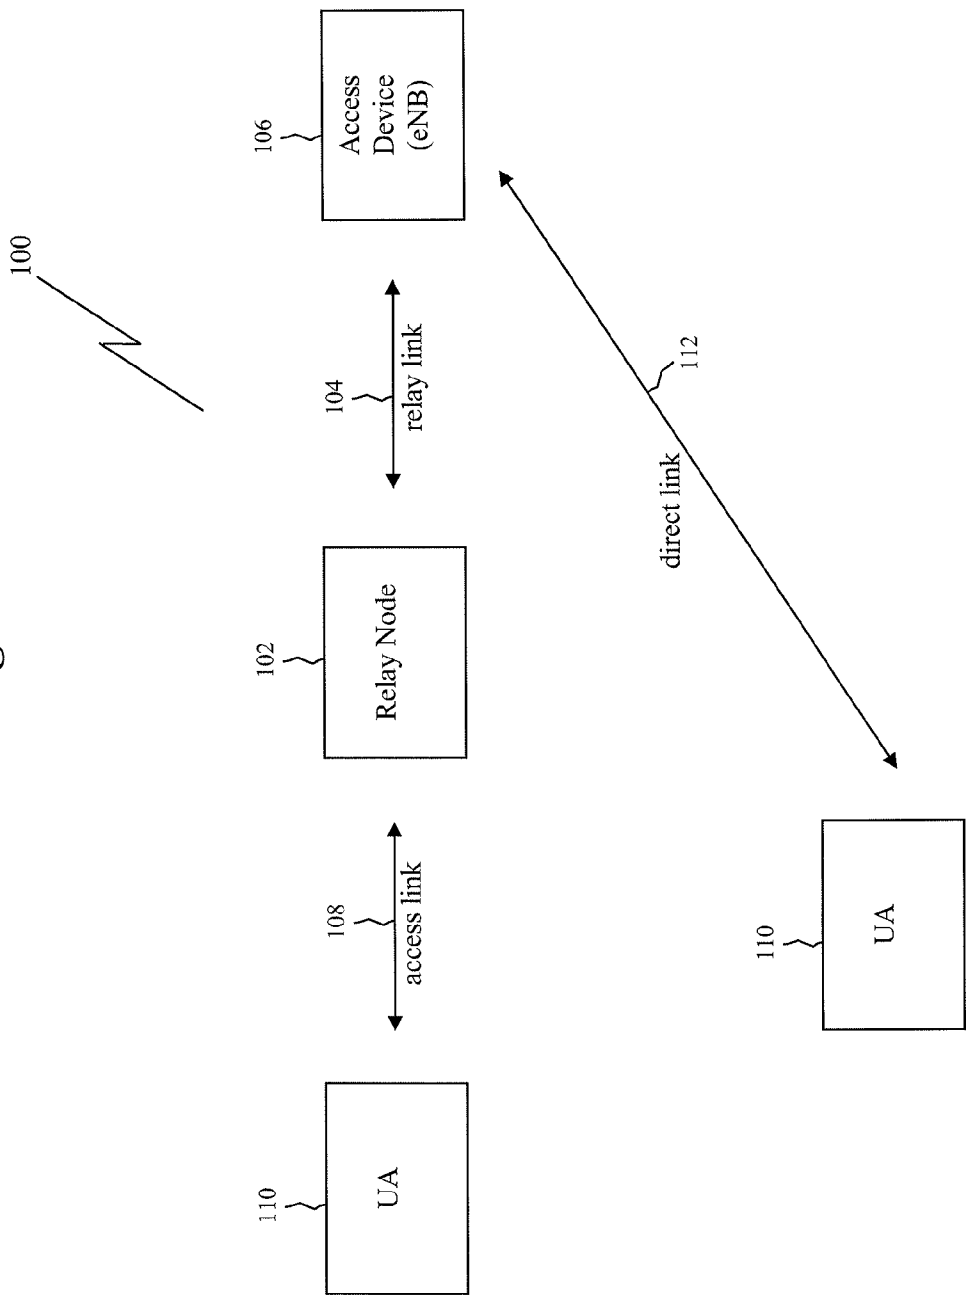 100
110
102
106
108
104
UA
access link
Relay Node
relay link
Access
Device
(eNB)
direct link
112
110
UA